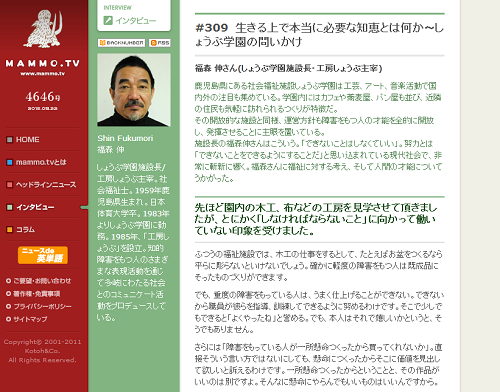 MAMMO.TV
www.mammo.tv
4646号
HOME
mammo.tvとは
ヘッドラインニュース
インタビュー
コラム
ニュースde
英単語
ご要望・お問い合わせ
著作権・免責事項
プライバシーポリシー
サイトマップ
Copyright© 2001-2011
Kotoh&Co.
All Rights Reserved.
INTERVIEW
インタビュー
BACKNUMBER
RSS
Shin Fukumori
福森 伸
しょうぶ学園施設長/
工房しょうぶ主宰。社
会福祉士。1959年鹿
児島県生まれ。日本
体育大学卒。1983年
よりしょうぶ学園に勤
務。1985年、「工房し
ょうぶ」を設立。知的
障害をもつ人のさまざ
まな表現活動を通じ
て今様にわたる社会
とのコミュニケート活
動をプロデュースして
いる。
#309 生きる上で本当に必要な知恵とは何か〜しょうぶ学園の問いかけ
福森 伸さん(しょうぶ学園施設長・工房しょうぶ主宰)
鹿児島県にある社会福祉施設しょうぶ学園は工芸、アート、音楽活動で国
内外の注目も集めている。学園内にはカフェや蕎麦屋、パン屋も並び、近隣
の住民も気軽に訪れられるつくりが特徴だ。
その開放的な施設と同様、運営方針も障害をもつ人の才能を全的に開放
し、発揮させることに主眼を置いている。
施設長の福森伸さんはこういう。「できないことはしなくていい」。努力とは
「できないことをできるようにすることだ」と思い込まれている現代社会で、非
常に斬新に響く。福森さんに福祉に対する考え、そして人間の才能について
うかがった。
先ほど園内の木工、布などの工房を見学させて頂きまし
たが、とにかく「しなければならないこと」に向かって働い
ていない印象を受けました。
ふつうの福祉施設では、木工の仕事をするとして、たとえばお盆をつくるなら
平らに彫らないといけないでしょう。確かに軽度の障害をもつ人は既成品に
そったものづくりができます。
でも、重度の障害をもっている人は、うまく仕上げることができない。できない
から職員が彼らを指導、訓練してできるように努めるわけです。そこで少しで
もできると「よくやったね」と誉める。でも、本人はそれで嬉しいかというと、そ
うでもありません。
さらには「障害をもっている人が一所懸命つくったから買ってくれないか」。直
接そういう言い方ではないにしても、懸命につくったからそこに価値を見出し
て欲しいと訴えるわけです。一所懸命つくったということと、その作品が
いいのは別ですよ。そんなに懸命にやらんでもいいものはいいですから。